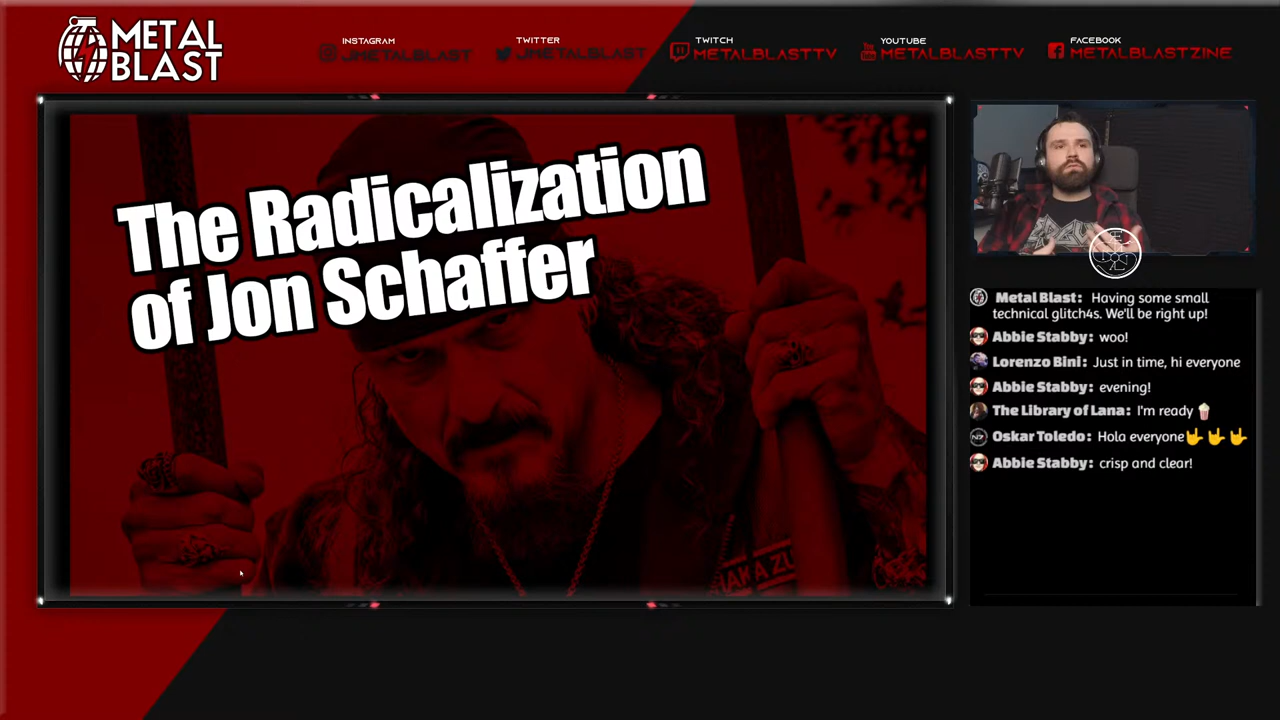 METAL
BLAST
INSTAGRAM
JMETALBLAST
TWITTER
JMETALBLAST
TWITCH
METALBLASTTV
YOUTUBE
METALBLASTTV
FACEBOOK
METALBLASTZINE
The Radicalization
of Jon Schaffer
Metal Blast: Having some small
technical glitch4s. We'll be right up!
Abbie Stabby: woo!
Lorenzo Bini: Just in time, hi everyone
Abbie Stabby: evening!
The Library of Lana: I'm ready 🍿
Oskar Toledo: Hola everyone🤘🤘🤘
Abbie Stabby: crisp and clear!